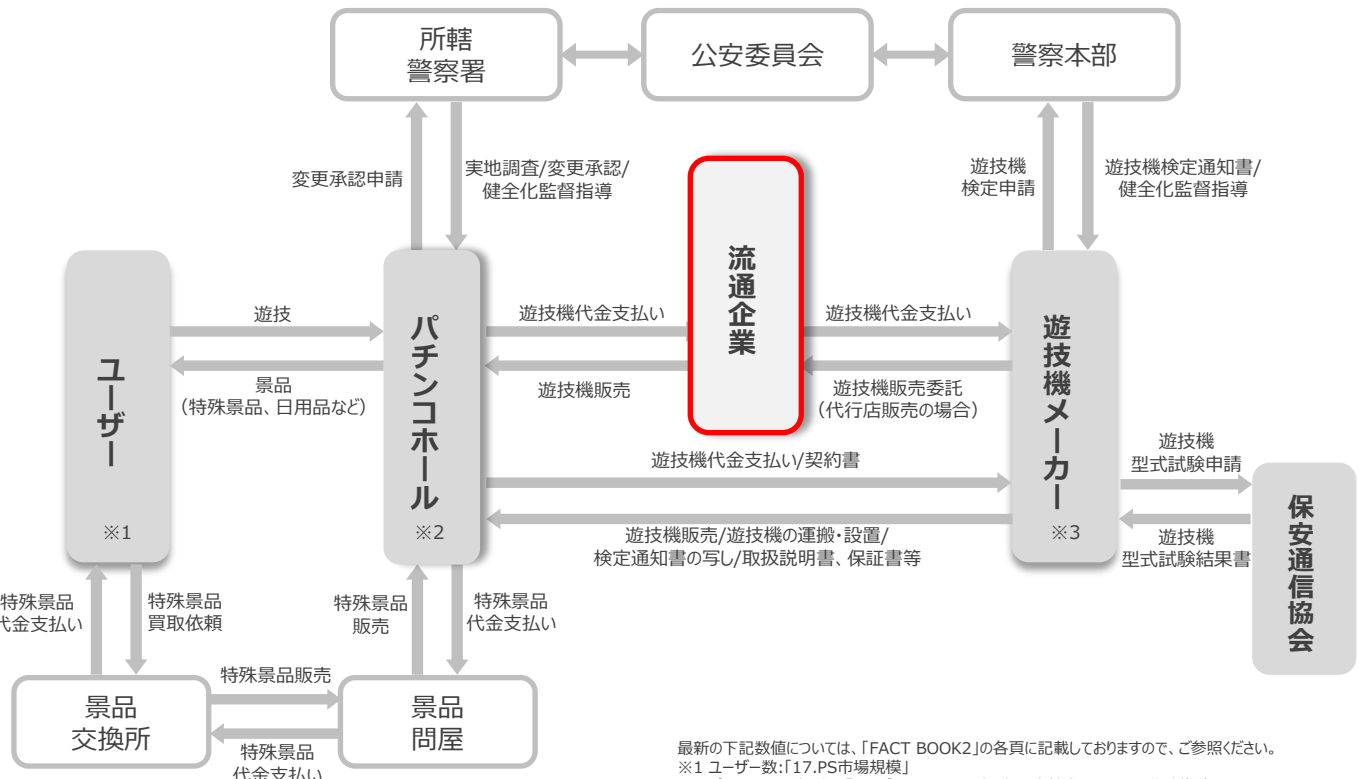 所轄
警察署
公安委員会
警察本部
変更承認申請
実地調査/変更承認/
健全化監督指導
遊技機
検定申請
遊技機検定通知書/
健全化監督指導
ユーザー
※1
遊技
景品
(特殊景品、日用品など)
パチンコホール
※2
遊技機代金支払い
遊技機販売
流通企業
遊技機代金支払い
遊技機販売委託
(代行店販売の場合)
遊技機メーカー
※3
遊技機代金支払い/契約書
遊技機販売/遊技機の運搬・設置/
検定通知書の写し/取扱説明書、保証書等
遊技機
型式試験申請
遊技機
型式試験結果書
保安通信協会
特殊景品
代金支払い
特殊景品
買取依頼
特殊景品
販売
特殊景品
代金支払い
景品
交換所
特殊景品販売
特殊景品
代金支払い
景品
問屋
最新の下記数値については、「FACT BOOK2」の各頁に記載しておりますので、ご参照ください。
※1 ユーザー数:「17.PS市場規模」